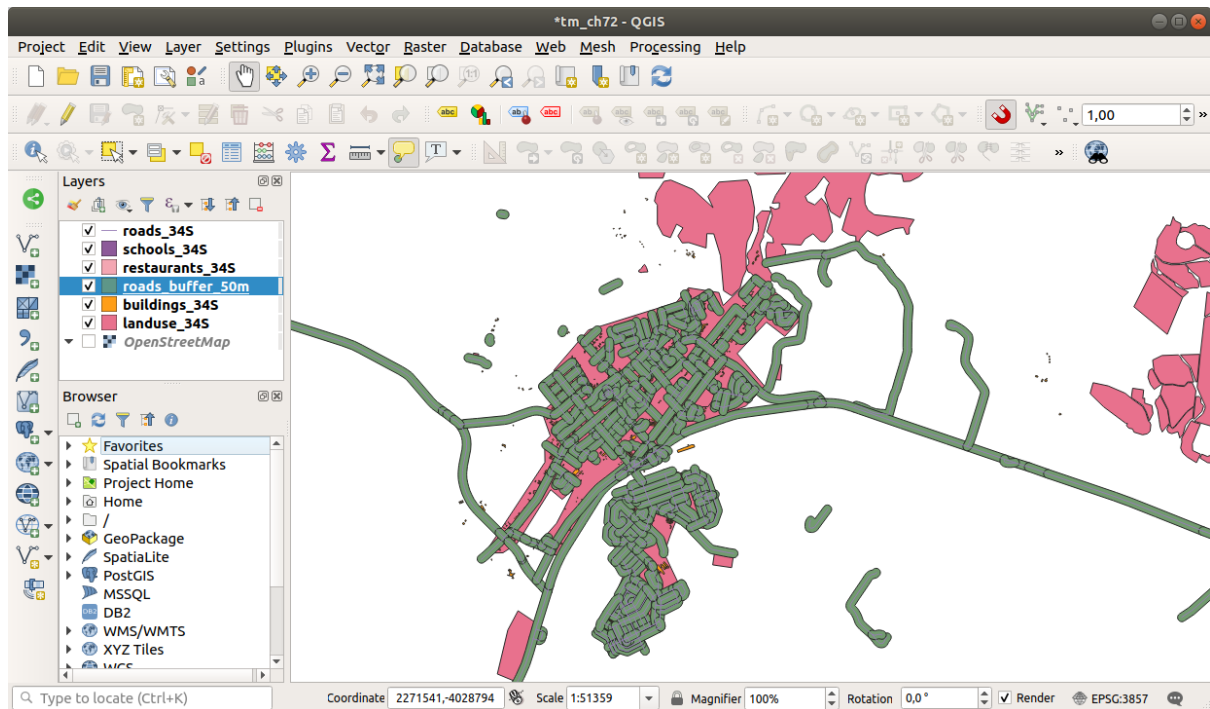 *tm_ch72 - QGIS
Project Edit View Layer Settings Plugins Vector Raster Database Web Mesh Processing Help
abc abc 1,00 »
Σ T »
Layers
roads_34S
schools_34S
restaurants_34S
roads_buffer_50m
buildings_34S
landuse_34S
OpenStreetMap
Browser
Favorites
Spatial Bookmarks
Project Home
Home
/
GeoPackage
SpatiaLite
PostGIS
MSSQL
DB2
WMS/WMTS
XYZ Tiles
WCS
Type to locate (Ctrl+K) Coordinate 2271541,-4028794 Scale 1:51359 Magnifier 100% Rotation 0,0 ° Render EPSG:3857